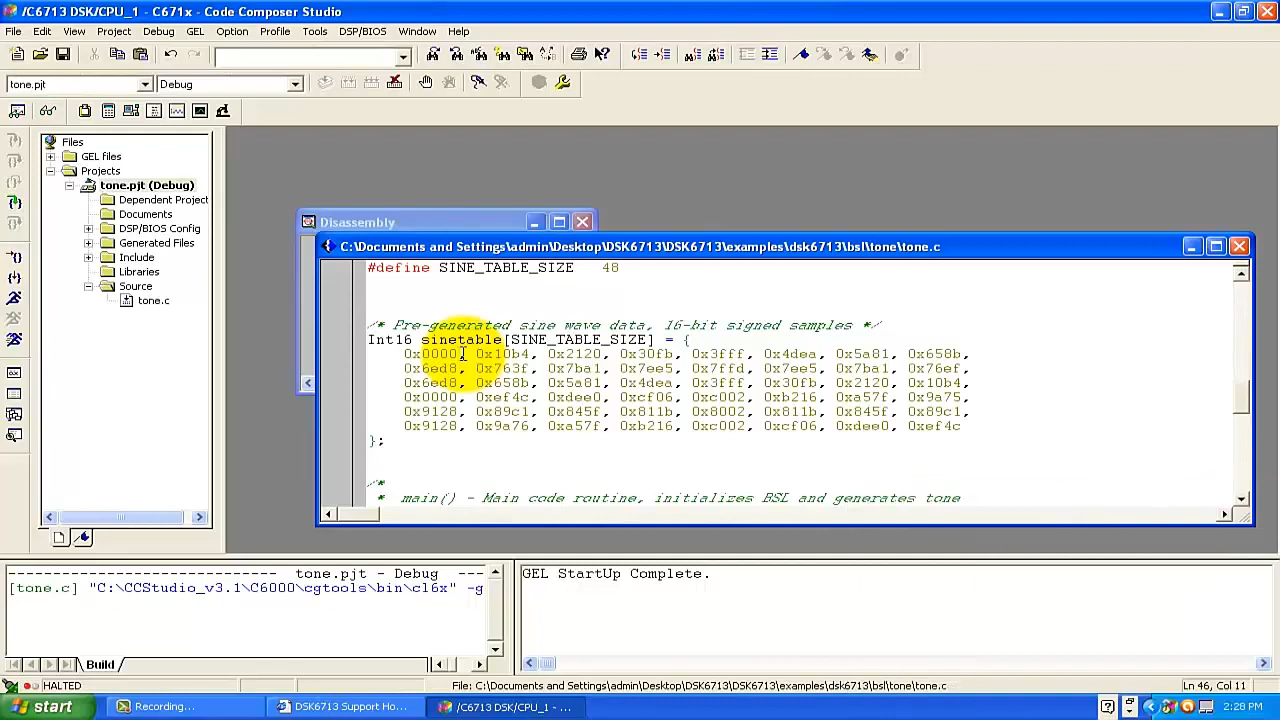 /C6713 DSK/CPU_1 - C671x - Code Composer Studio
File Edit View Project Debug GEL Option Profile Tools DSP/BIOS Window Help
tone.pjt Debug
Files
GEL files
Projects
tone.pjt (Debug)
Dependent Project
Documents
DSP/BIOS Config
Generated Files
Include
Libraries
Source
tone.c
Disassembly
C:\Documents and Settings\admin\Desktop\DSK6713\DSK6713\examples\dsk6713\bsl\tone\tone.c
#define SINE_TABLE_SIZE 48
/* Pre-generated sine wave data, 16-bit signed samples */
Int16 sinetable[SINE_TABLE_SIZE] = {
0x0000, 0x10b4, 0x2120, 0x30fb, 0x3fff, 0x4dea, 0x5a81, 0x658b,
0x6ed8, 0x763f, 0x7ba1, 0x7ee5, 0x7ffd, 0x7ee5, 0x7ba1, 0x76ef,
0x6ed8, 0x658b, 0x5a81, 0x4dea, 0x3fff, 0x30fb, 0x2120, 0x10b4,
0x0000, 0xef4c, 0xdee0, 0xcf06, 0xc002, 0xb216, 0xa57f, 0x9a75,
0x9128, 0x89c1, 0x845f, 0x811b, 0x8002, 0x811b, 0x845f, 0x89c1,
0x9128, 0x9a76, 0xa57f, 0xb216, 0xc002, 0xcf06, 0xdee0, 0xef4c
};
/*
* main() - Main code routine, initializes BSL and generates tone
---------------------------- tone.pjt - Debug ---
[tone.c] "C:\CCStudio_v3.1\C6000\cgtools\bin\cl6x" -g
Build
GEL StartUp Complete.
HALTED
File: C:\Documents and Settings\admin\Desktop\DSK6713\DSK6713\examples\dsk6713\bsl\tone\tone.c
Ln 46, Col 11
start
Recording...
DSK6713 Support Ho...
/C6713 DSK/CPU_1 - ...
2:28 PM